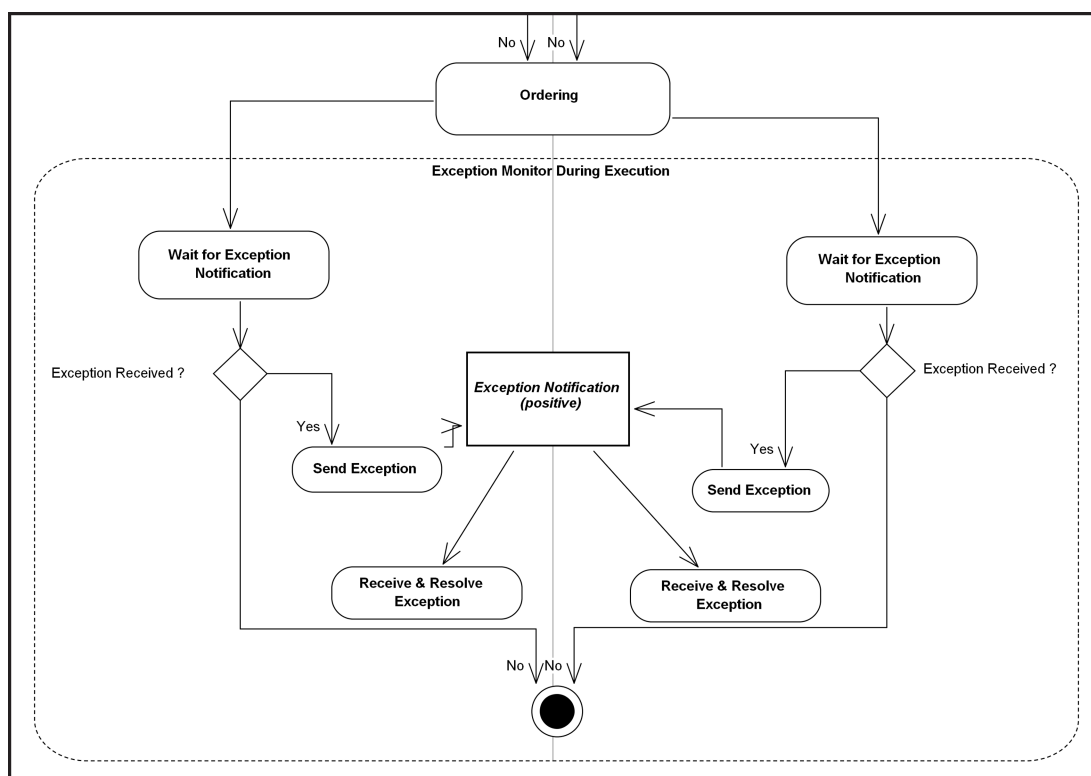 No
No
Ordering
Exception Monitor During Execution
Wait for Exception
Notification
Wait for Exception
Notification
Exception Received ?
Exception Received ?
Exception Notification
(positive)
Yes
Send Exception
Yes
Send Exception
Receive & Resolve
Exception
Receive & Resolve
Exception
No
No